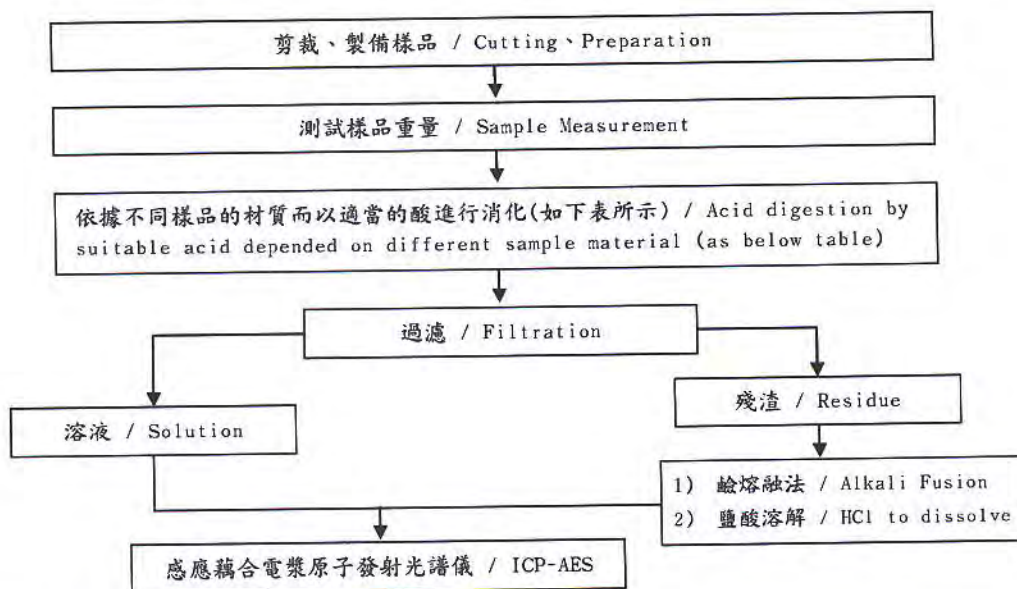 剪裁、製備樣品 / Cutting、Preparation
測試樣品重量 / Sample Measurement
依據不同樣品的材質而以適當的酸進行消化(如下表所示) / Acid digestion by
suitable acid depended on different sample material (as below table)
過濾 / Filtration
溶液 / Solution
殘渣 / Residue
1) 鹼熔融法 / Alkali Fusion
2) 鹽酸溶解 / HCl to dissolve
感應藕合電漿原子發射光譜儀 / ICP-AES